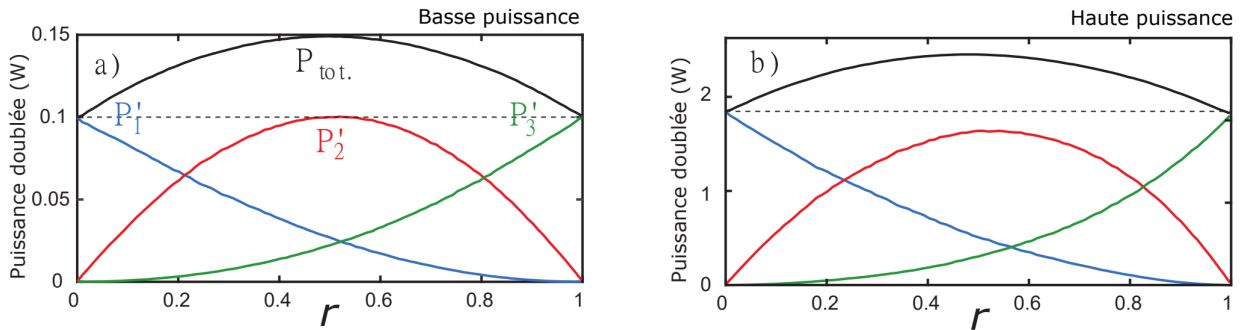 Basse puissance
a)
P tot.
P'1
P'2
P'3
Puissance doublée (W)
0.15
0.1
0.05
0
0
0.2
0.4
0.6
0.8
1
r
Haute puissance
b)
Puissance doublée (W)
2
1
0
0
0.2
0.4
0.6
0.8
1
r